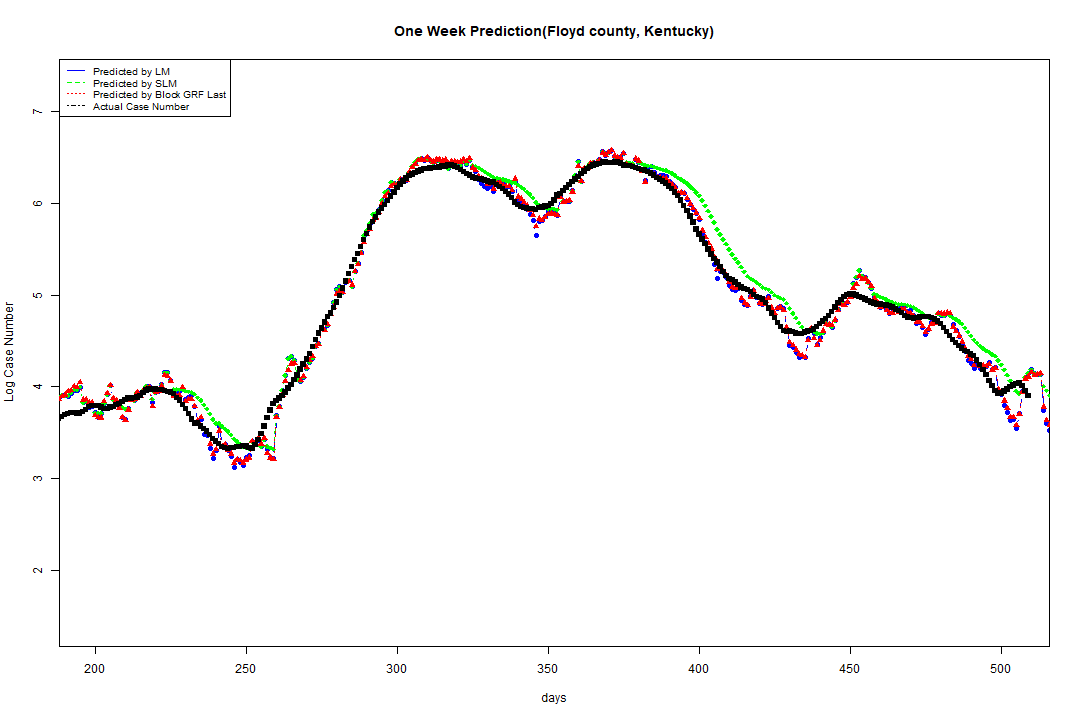 One Week Prediction(Floyd county, Kentucky)
Predicted by LM
Predicted by SLM
Predicted by Block GRF Last
Actual Case Number
7
6
5
4
3
2
Log Case Number
200 250 300 350 400 450 500
days